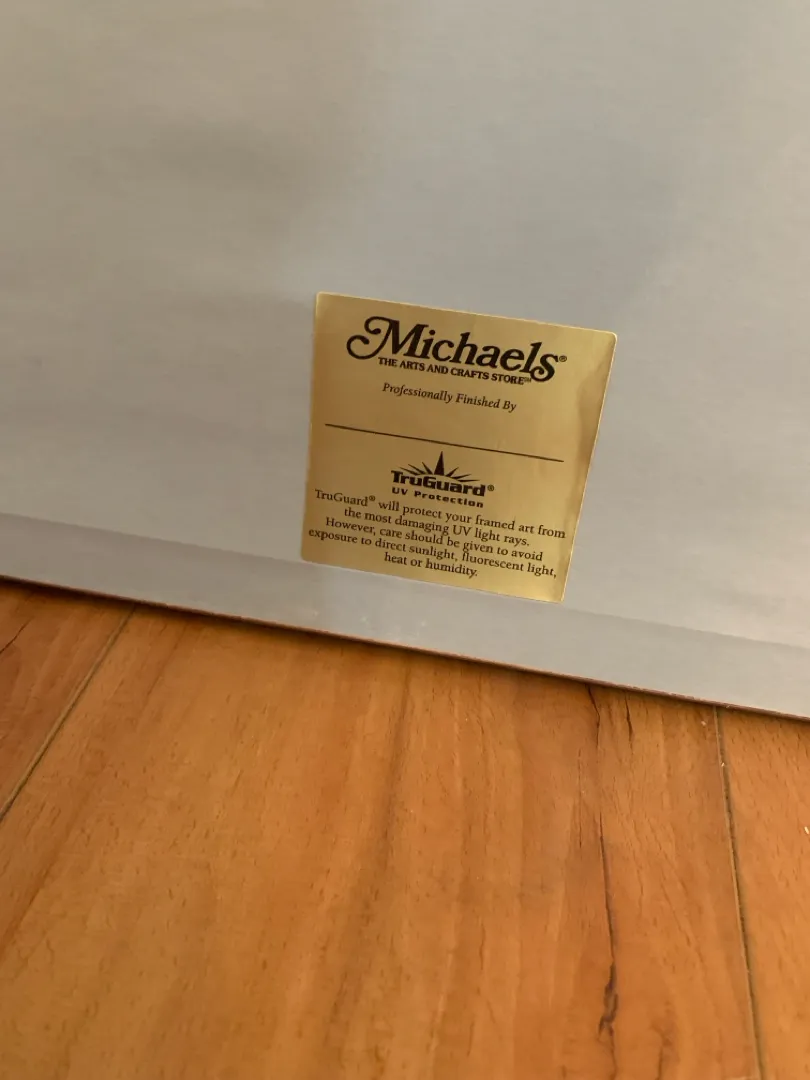 Michaels®
THE ARTS AND CRAFTS STORE℠
Professionally Finished By
TruGuard®
UV Protection
TruGuard® will protect your framed art from
the most damaging UV light rays.
However, care should be given to avoid
exposure to direct sunlight, fluorescent light,
heat or humidity.